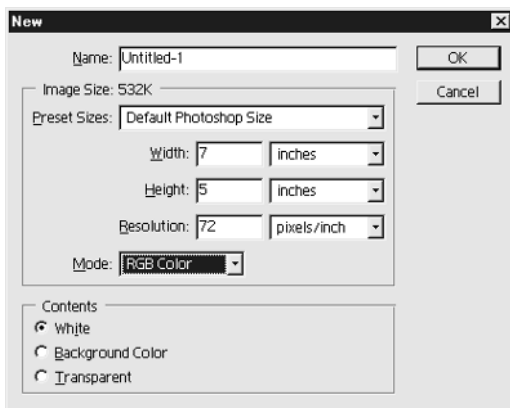 New
Name: Untitled-1
OK
Cancel
Image Size: 532K
Preset Sizes: Default Photoshop Size
Width: 7 inches
Height: 5 inches
Resolution: 72 pixels/inch
Mode: RGB Color
Contents
White
Background Color
Transparent